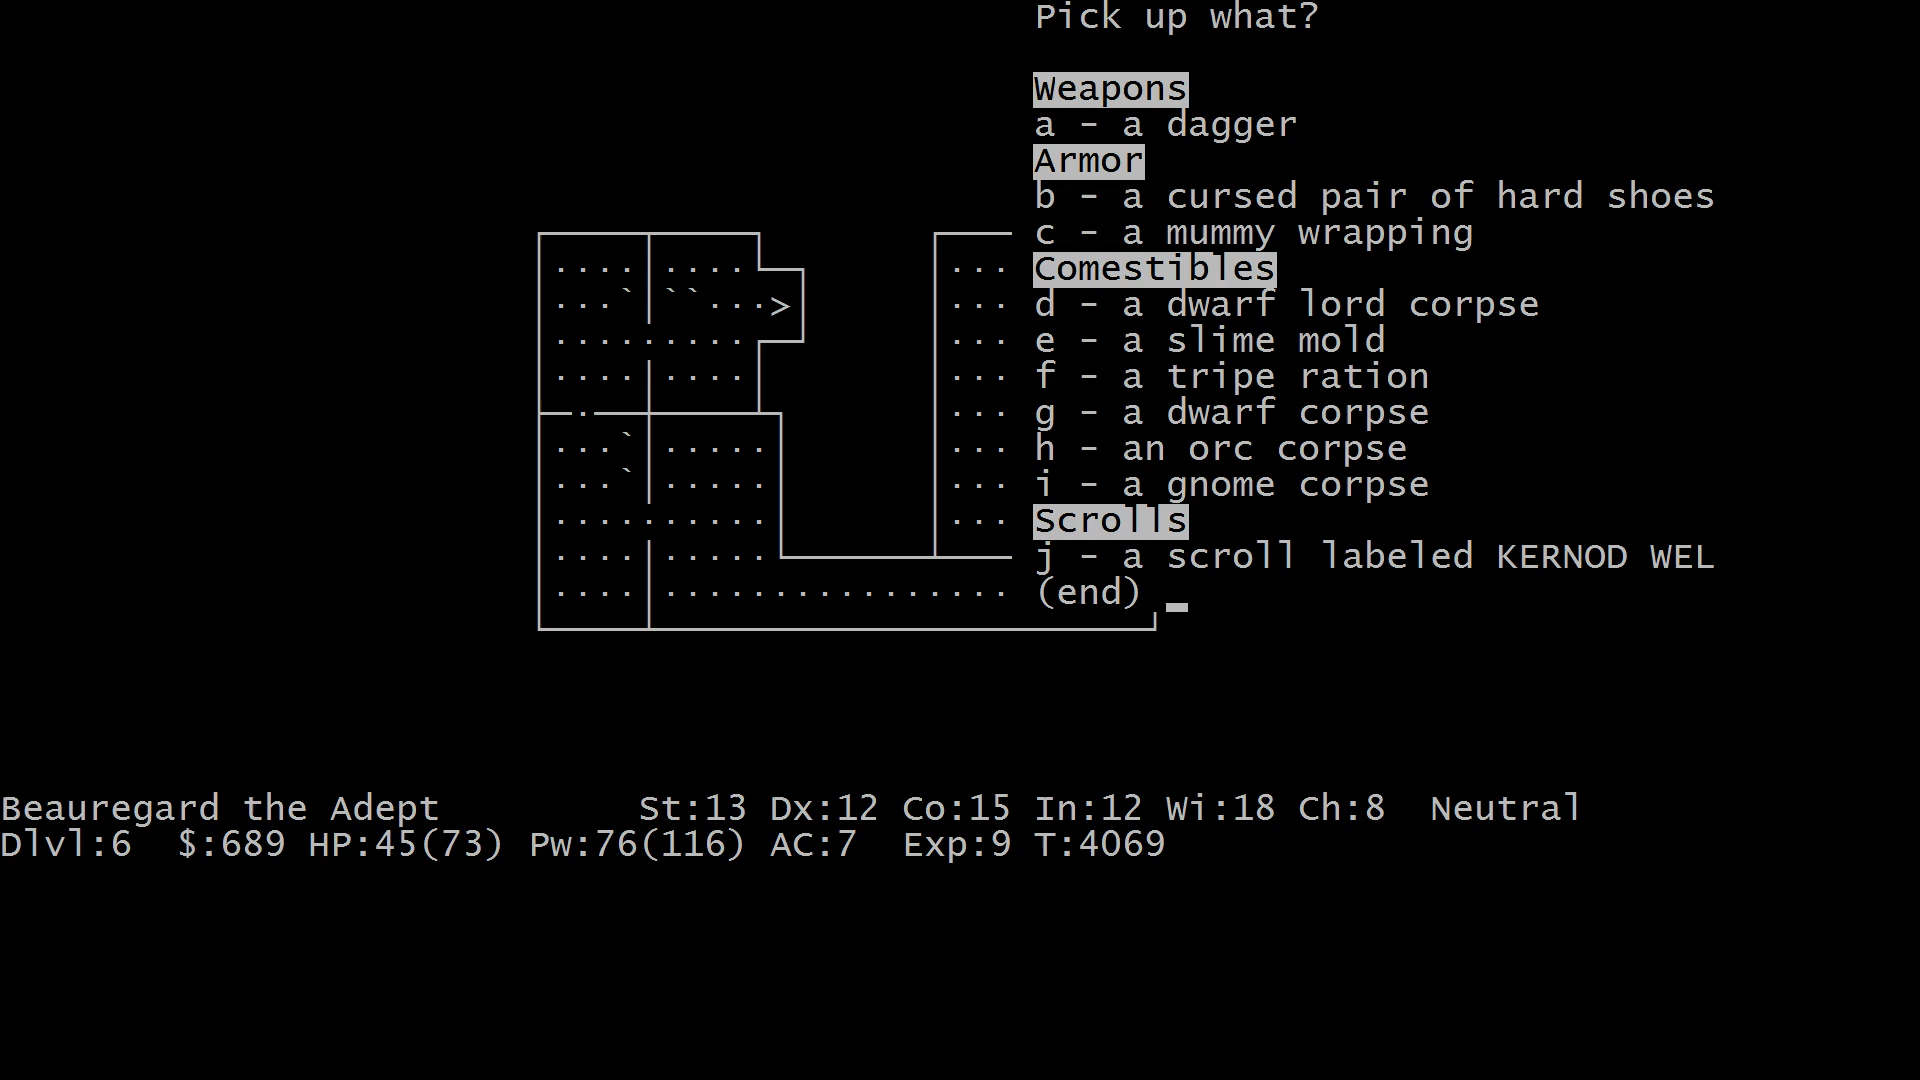 Pick up what?
Weapons
a - a dagger
Armor
b - a cursed pair of hard shoes
c - a mummy wrapping
Comestibles
d - a dwarf lord corpse
e - a slime mold
f - a tripe ration
g - a dwarf corpse
h - an orc corpse
i - a gnome corpse
Scrolls
j - a scroll labeled KERNOD WEL
(end)
Beauregard the Adept St:13 Dx:12 Co:15 In:12 Wi:18 Ch:8 Neutral
Dlvl:6 $:689 HP:45(73) Pw:76(116) AC:7 Exp:9 T:4069